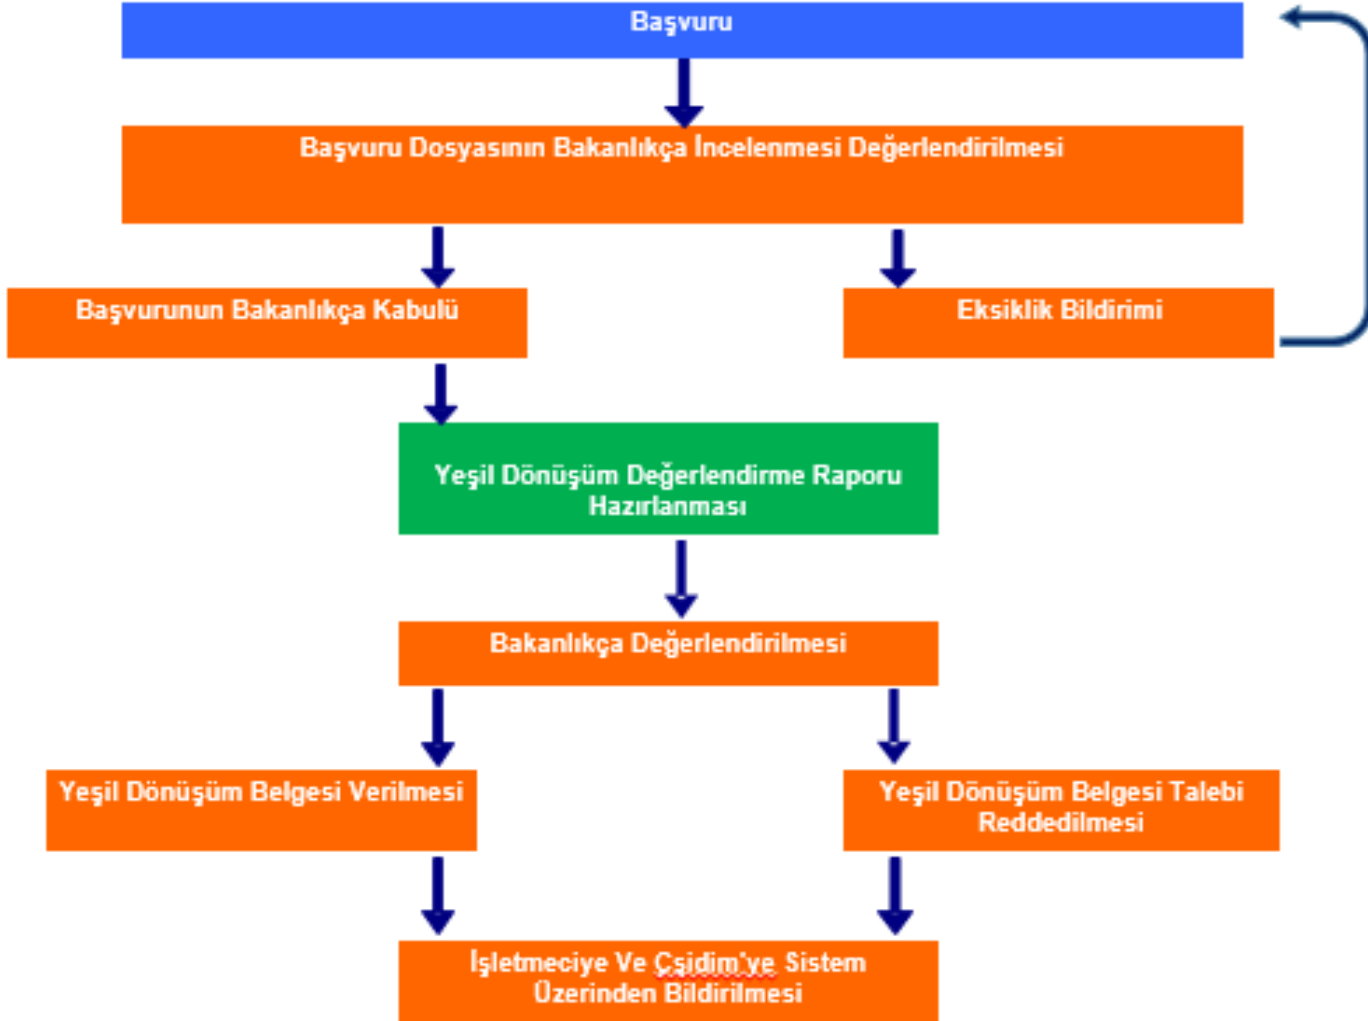 Başvuru
Başvuru Dosyasının Bakanlıkça İncelenmesi Değerlendirilmesi
Başvurunun Bakanlıkça Kabulü
Eksiklik Bildirimi
Yeşil Dönüşüm Değerlendirme Raporu
Hazırlanması
Bakanlıkça Değerlendirilmesi
Yeşil Dönüşüm Belgesi Verilmesi
Yeşil Dönüşüm Belgesi Talebi
Reddedilmesi
İşletmeciye Ve Çşidim'ye Sistem
Üzerinden Bildirilmesi